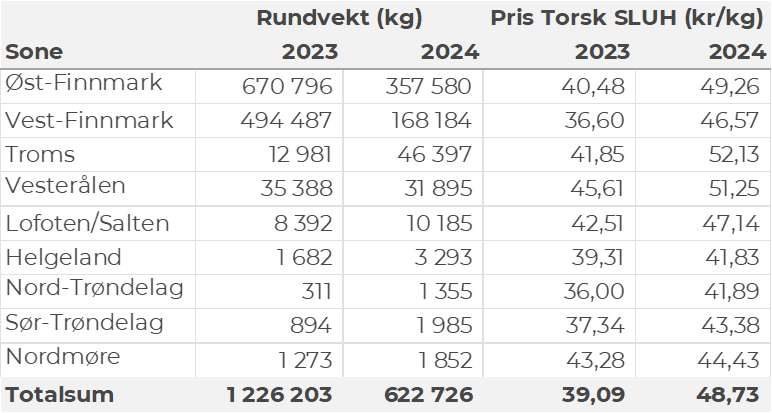 Rundvekt (kg) Pris Torsk SLUH (kr/kg)
Sone 2023 2024 2023 2024
Øst-Finnmark 670 796 357 580 40,48 49,26
Vest-Finnmark 494 487 168 184 36,60 46,57
Troms 12 981 46 397 41,85 52,13
Vesterålen 35 388 31 895 45,61 51,25
Lofoten/Salten 8 392 10 185 42,51 47,14
Helgeland 1 682 3 293 39,31 41,83
Nord-Trøndelag 311 1 355 36,00 41,89
Sør-Trøndelag 894 1 985 37,34 43,38
Nordmøre 1 273 1 852 43,28 44,43
Totalsum 1 226 203 622 726 39,09 48,73